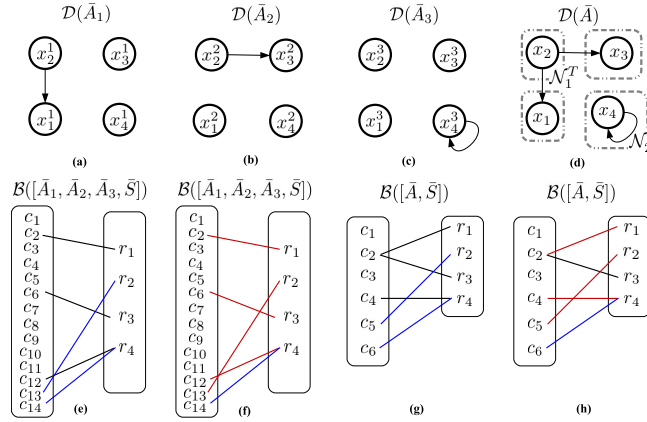 𝒟(Ā₁) 𝒟(Ā₂) 𝒟(Ā₃) 𝒟(Ā)
x₂¹ x₃¹ x₂² x₃² x₂³ x₃³ x₂ x₃
𝒩₁ᵀ
x₁¹ x₄¹ x₁² x₄² x₁³ x₄³ x₁ x₄
𝒩₂
(a) (b) (c) (d)
ℬ([Ā₁, Ā₂, Ā₃, S̄]) ℬ([Ā₁, Ā₂, Ā₃, S̄]) ℬ([Ā, S̄]) ℬ([Ā, S̄])
c₁
c₂
c₃
c₄
c₅
c₆
c₇
c₈
c₉
c₁₀
c₁₁
c₁₂
c₁₃
c₁₄
r₁
r₂
r₃
r₄
(e)
c₁
c₂
c₃
c₄
c₅
c₆
c₇
c₈
c₉
c₁₀
c₁₁
c₁₂
c₁₃
c₁₄
r₁
r₂
r₃
r₄
(f)
c₁
c₂
c₃
c₄
c₅
c₆
r₁
r₂
r₃
r₄
(g)
c₁
c₂
c₃
c₄
c₅
c₆
r₁
r₂
r₃
r₄
(h)